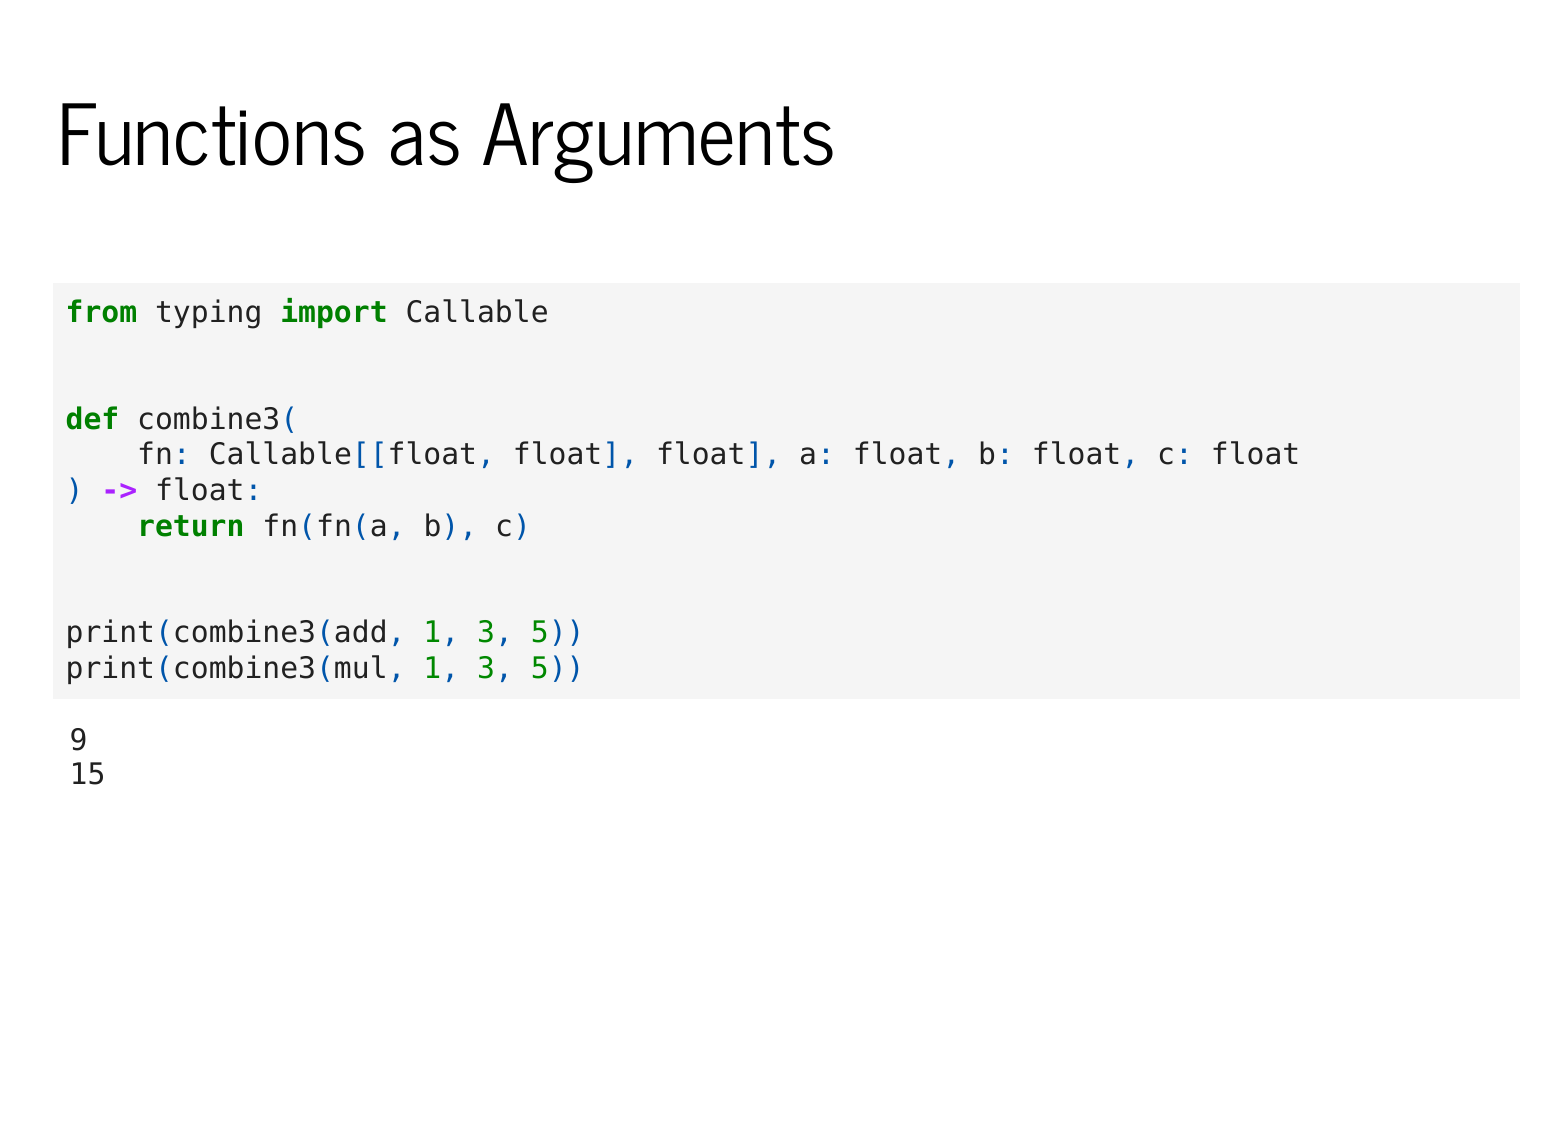 Functions as Arguments
from typing import Callable
def combine3(
    fn: Callable[[float, float], float], a: float, b: float, c: float
) -> float:
    return fn(fn(a, b), c)
print(combine3(add, 1, 3, 5))
print(combine3(mul, 1, 3, 5))
9
15